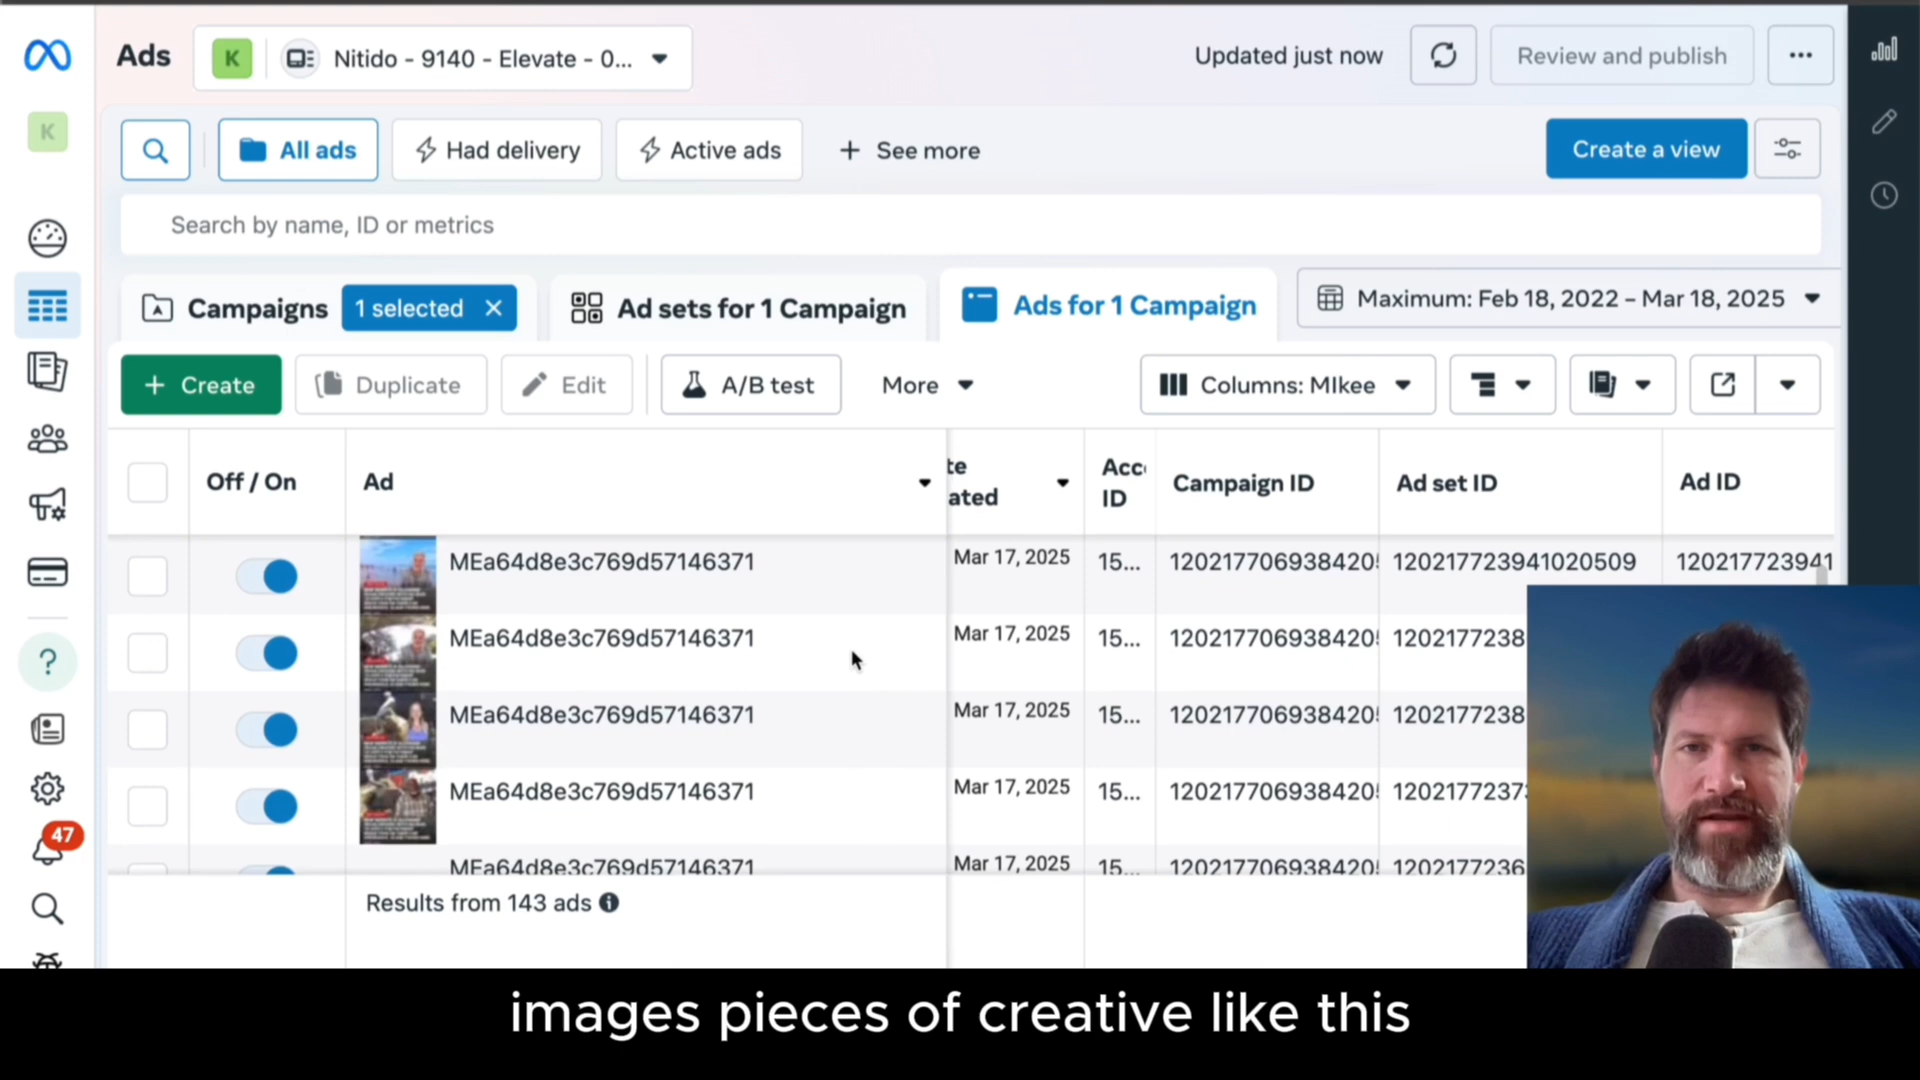 Ads
K
Nitido - 9140 - Elevate - 0...
Updated just now
Review and publish
K
All ads
Had delivery
Active ads
See more
Create a view
Search by name, ID or metrics
Campaigns
1 selected
Ad sets for 1 Campaign
Ads for 1 Campaign
Maximum: Feb 18, 2022 – Mar 18, 2025
+ Create
Duplicate
Edit
A/B test
More
Columns: MIkee
Off / On
Ad
te
ated
Acc
ID
Campaign ID
Ad set ID
Ad ID
MEa64d8e3c769d57146371
Mar 17, 2025
15...
120217706938420
120217723941020509
120217723941
MEa64d8e3c769d57146371
Mar 17, 2025
15...
120217706938420
1202177238
MEa64d8e3c769d57146371
Mar 17, 2025
15...
120217706938420
1202177238
MEa64d8e3c769d57146371
Mar 17, 2025
15...
120217706938420
1202177237
MEa64d8e3c769d57146371
Mar 17, 2025
15...
120217706938420
1202177236
Results from 143 ads
47
images pieces of creative like this